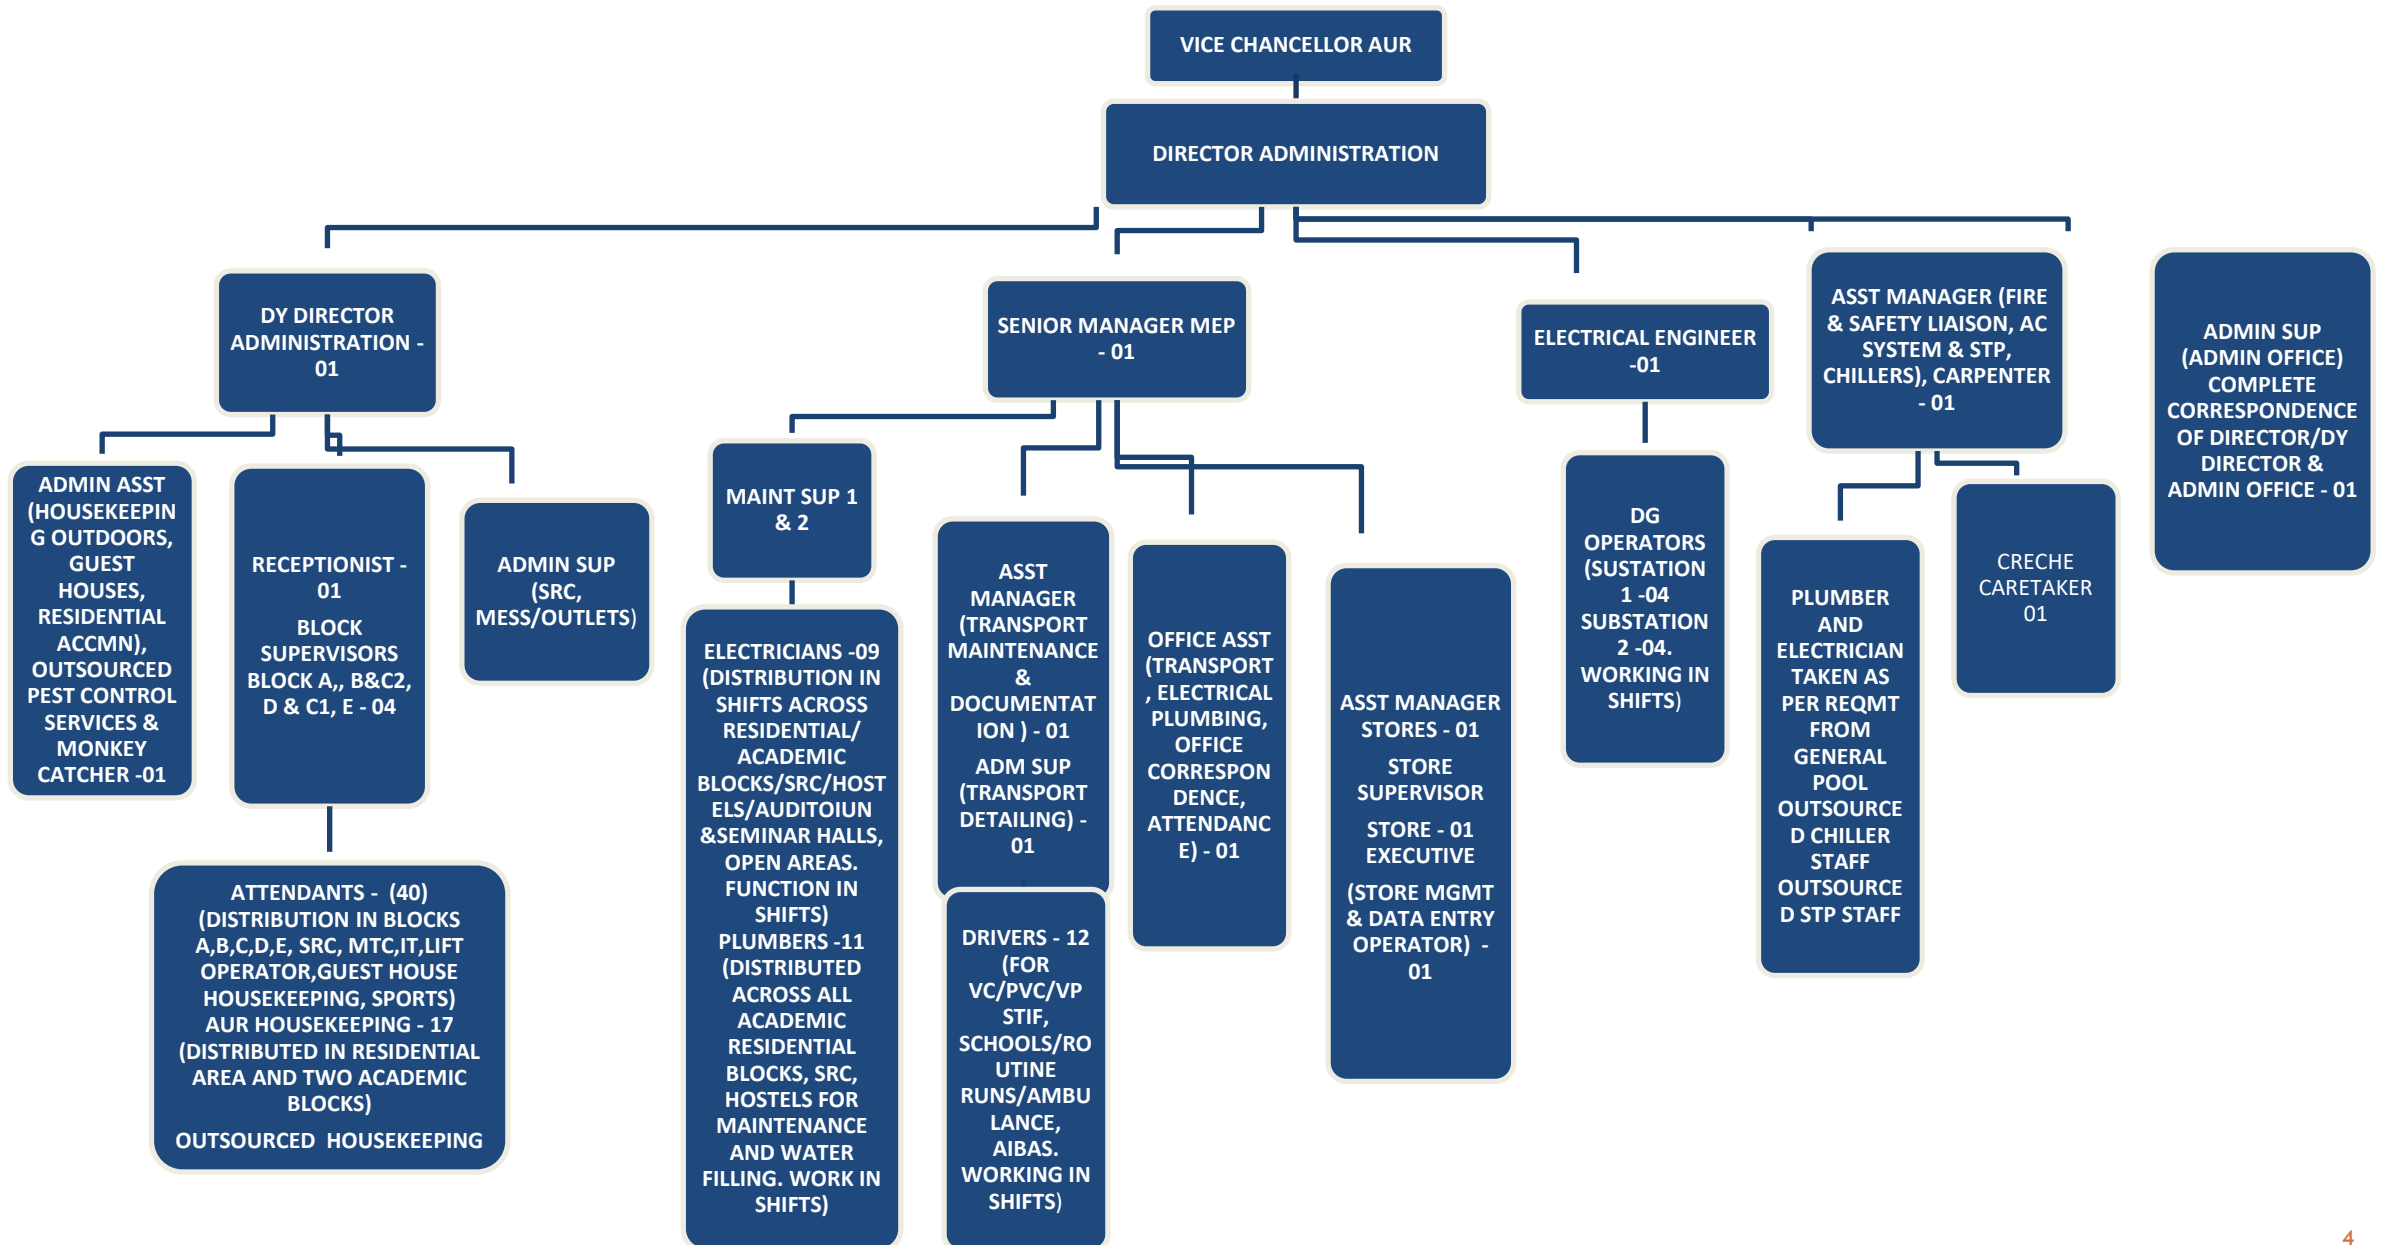 VICE CHANCELLOR AUR
DIRECTOR ADMINISTRATION
DY DIRECTOR
ADMINISTRATION -
01
SENIOR MANAGER MEP
- 01
ELECTRICAL ENGINEER
-01
ASST MANAGER (FIRE
& SAFETY LIAISON, AC
SYSTEM & STP,
CHILLERS), CARPENTER
- 01
ADMIN SUP
(ADMIN OFFICE)
COMPLETE
CORRESPONDENCE
OF DIRECTOR/DY
DIRECTOR &
ADMIN OFFICE - 01
ADMIN ASST
(HOUSEKEEPIN
G OUTDOORS,
GUEST
HOUSES,
RESIDENTIAL
ACCMN),
OUTSOURCED
PEST CONTROL
SERVICES &
MONKEY
CATCHER -01
RECEPTIONIST -
01
BLOCK
SUPERVISORS
BLOCK A,, B&C2,
D & C1, E - 04
ADMIN SUP
(SRC,
MESS/OUTLETS)
ATTENDANTS -  (40)
(DISTRIBUTION IN BLOCKS
A,B,C,D,E, SRC, MTC,IT,LIFT
OPERATOR,GUEST HOUSE
HOUSEKEEPING, SPORTS)
AUR HOUSEKEEPING - 17
(DISTRIBUTED IN RESIDENTIAL
AREA AND TWO ACADEMIC
BLOCKS)
OUTSOURCED  HOUSEKEEPING
MAINT SUP 1
& 2
ELECTRICIANS -09
(DISTRIBUTION IN
SHIFTS ACROSS
RESIDENTIAL/
ACADEMIC
BLOCKS/SRC/HOST
ELS/AUDITOIUN
&SEMINAR HALLS,
OPEN AREAS.
FUNCTION IN
SHIFTS)
PLUMBERS -11
(DISTRIBUTED
ACROSS ALL
ACADEMIC
RESIDENTIAL
BLOCKS, SRC,
HOSTELS FOR
MAINTENANCE
AND WATER
FILLING. WORK IN
SHIFTS)
ASST
MANAGER
(TRANSPORT
MAINTENANCE
&
DOCUMENTAT
ION ) - 01
ADM SUP
(TRANSPORT
DETAILING) -
01
DRIVERS - 12
(FOR
VC/PVC/VP
STIF,
SCHOOLS/RO
UTINE
RUNS/AMBU
LANCE,
AIBAS.
WORKING IN
SHIFTS)
OFFICE ASST
(TRANSPORT
, ELECTRICAL
PLUMBING,
OFFICE
CORRESPON
DENCE,
ATTENDANC
E) - 01
ASST MANAGER
STORES - 01
STORE
SUPERVISOR
STORE - 01
EXECUTIVE
(STORE MGMT
& DATA ENTRY
OPERATOR)  -
01
DG
OPERATORS
(SUSTATION
1 -04
SUBSTATION
2 -04.
WORKING IN
SHIFTS)
PLUMBER
AND
ELECTRICIAN
TAKEN AS
PER REQMT
FROM
GENERAL
POOL
OUTSOURCE
D CHILLER
STAFF
OUTSOURCE
D STP STAFF
CRECHE
CARETAKER
01
4